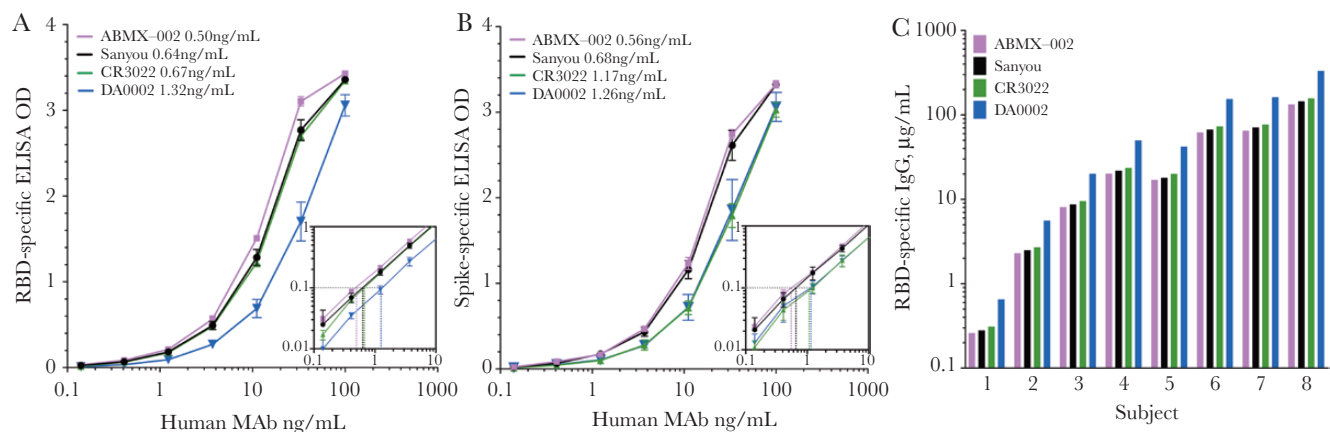 A
ABMX–002 0.50ng/mL
Sanyou 0.64ng/mL
CR3022 0.67ng/mL
DA0002 1.32ng/mL
RBD-specific ELISA OD
4
3
2
1
0
0.1
10
100
1000
Human MAb ng/mL
1
0.1
0.01
0.1
1
10
B
ABMX–002 0.56ng/mL
Sanyou 0.68ng/mL
CR3022 1.17ng/mL
DA0002 1.26ng/mL
Spike-specific ELISA OD
4
3
2
1
0
0.1
1
10
100
1000
Human MAb ng/mL
1
0.1
0.01
0.1
1
10
C
ABMX–002
Sanyou
CR3022
DA0002
RBD-specific IgG, μg/mL
1000
100
10
1
0.1
1 2 3 4 5 6 7 8
Subject